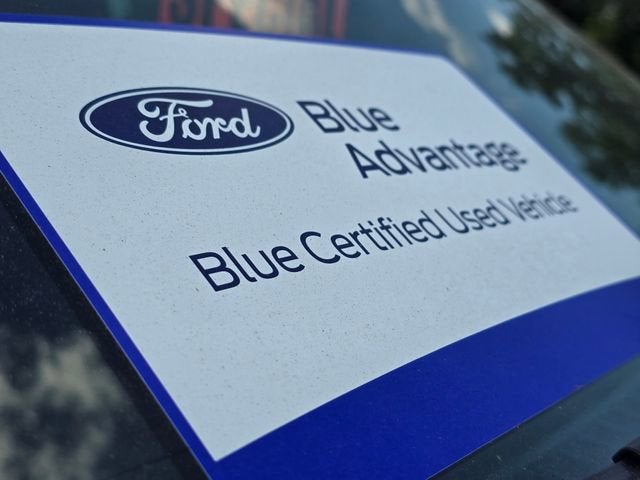 Ford
Blue
Advantage
Blue Certified Used Vehicle